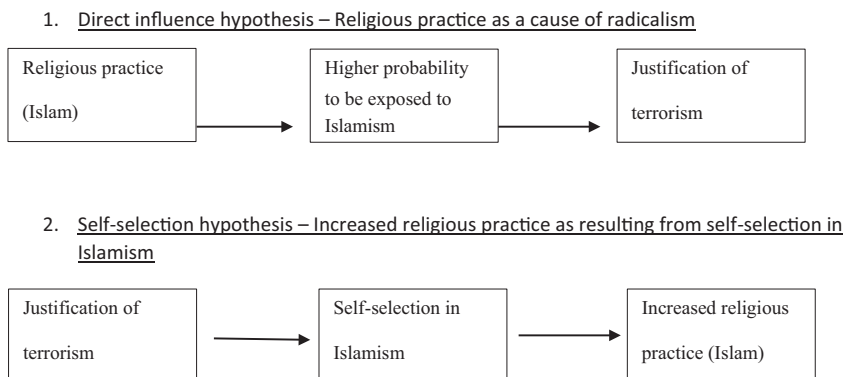 1. Direct influence hypothesis – Religious practice as a cause of radicalism
Religious practice
(Islam)
Higher probability
to be exposed to
Islamism
Justification of
terrorism
2. Self-selection hypothesis – Increased religious practice as resulting from self-selection in
Islamism
Justification of
terrorism
Self-selection in
Islamism
Increased religious
practice (Islam)